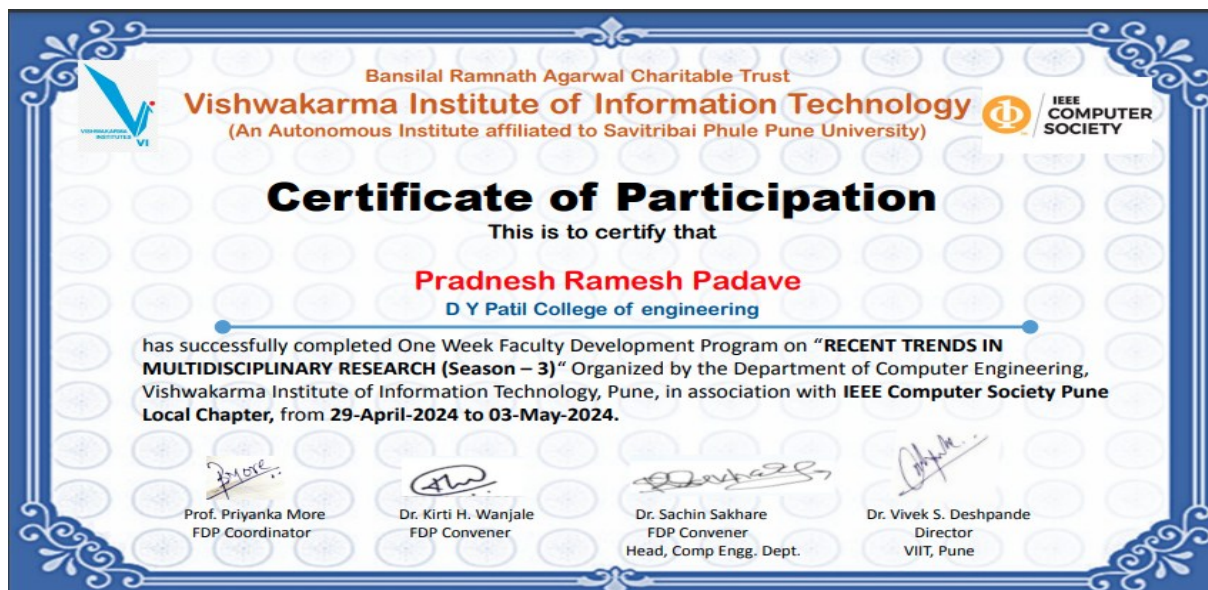 Bansilal Ramnath Agarwal Charitable Trust
Vishwakarma Institute of Information Technology
(An Autonomous Institute affiliated to Savitribai Phule Pune University)
VISHWAKARMA
INSTITUTES
VI
IEEE
COMPUTER
SOCIETY
Certificate of Participation
This is to certify that
Pradnesh Ramesh Padave
D Y Patil College of engineering
has successfully completed One Week Faculty Development Program on “RECENT TRENDS IN
MULTIDISCIPLINARY RESEARCH (Season – 3)“ Organized by the Department of Computer Engineering,
Vishwakarma Institute of Information Technology, Pune, in association with IEEE Computer Society Pune
Local Chapter, from 29-April-2024 to 03-May-2024.
Prof. Priyanka More
FDP Coordinator
Dr. Kirti H. Wanjale
FDP Convener
Dr. Sachin Sakhare
FDP Convener
Head, Comp Engg. Dept.
Dr. Vivek S. Deshpande
Director
VIIT, Pune